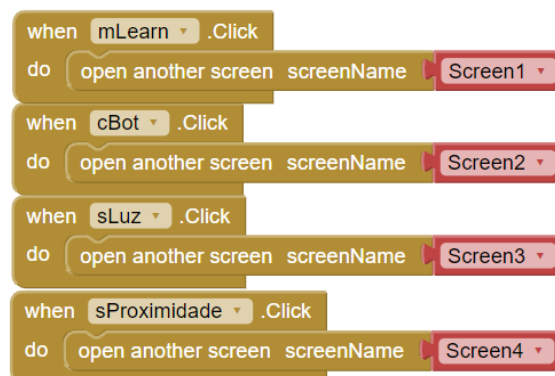 when mLearn .Click
do open another screen screenName Screen1
when cBot .Click
do open another screen screenName Screen2
when sLuz .Click
do open another screen screenName Screen3
when sProximidade .Click
do open another screen screenName Screen4